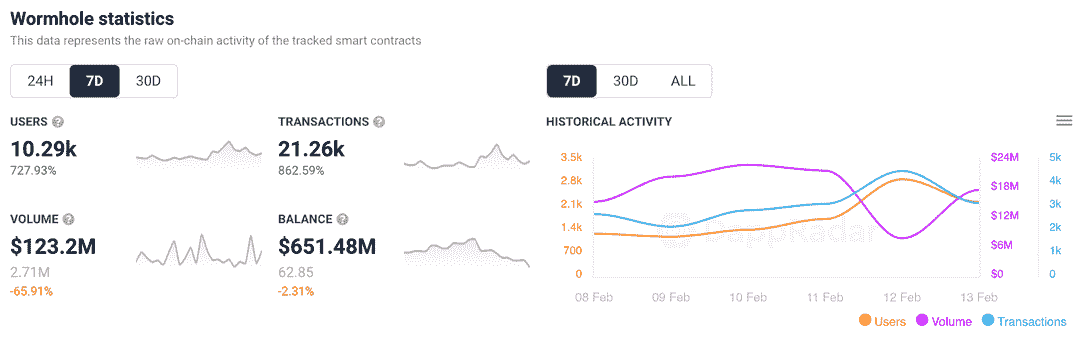 Wormhole statistics
This data represents the raw on-chain activity of the tracked smart contracts
24H 7D 30D
7D 30D ALL
USERS
10.29k
727.93%
TRANSACTIONS
21.26k
862.59%
VOLUME
$123.2M
2.71M
-65.91%
BALANCE
$651.48M
62.85
-2.31%
HISTORICAL ACTIVITY
3.5k $24M 5k
2.8k $18M 4k
2.1k $12M 3k
1.4k $6M 2k
700 $0 1k
0 0
08 Feb 09 Feb 10 Feb 11 Feb 12 Feb 13 Feb
Users Volume Transactions
DappRadar